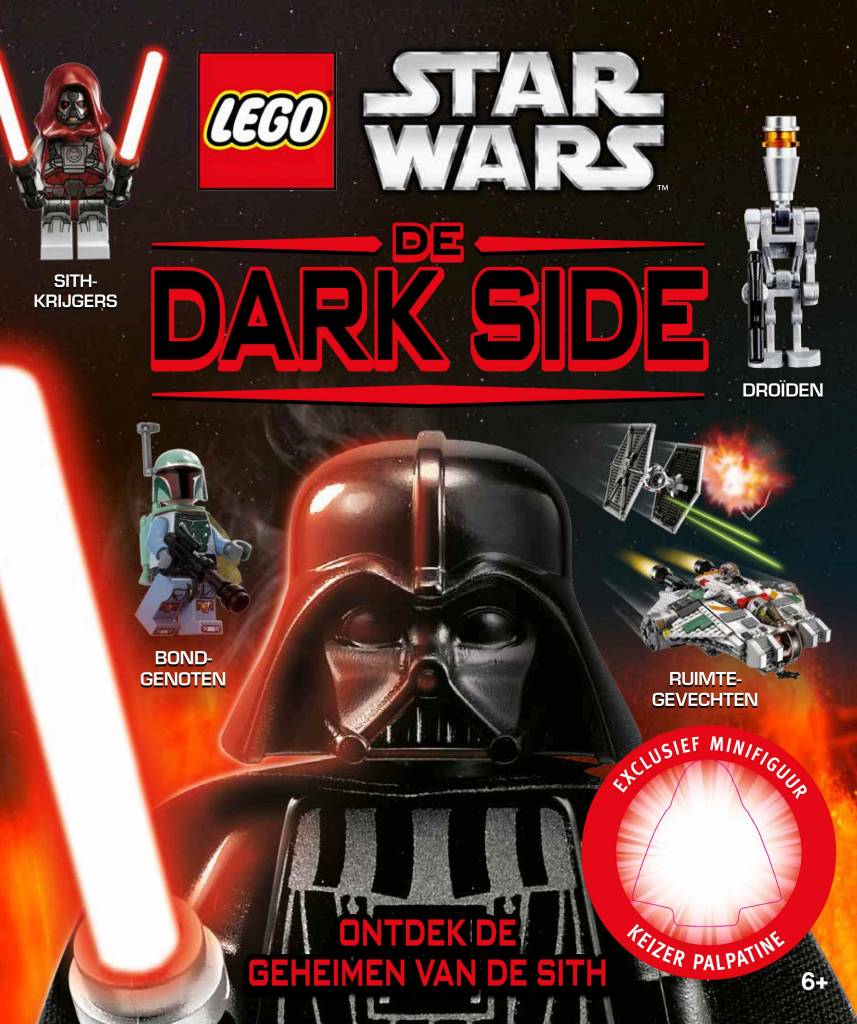 LEGO
STAR
WARS
™
DE
DARK SIDE
SITH-
KRIJGERS
DROÏDEN
BOND-
GENOTEN
RUIMTE-
GEVECHTEN
EXCLUSIEF MINIFIGUUR
KEIZER PALPATINE
ONTDEK DE
GEHEIMEN VAN DE SITH
6+